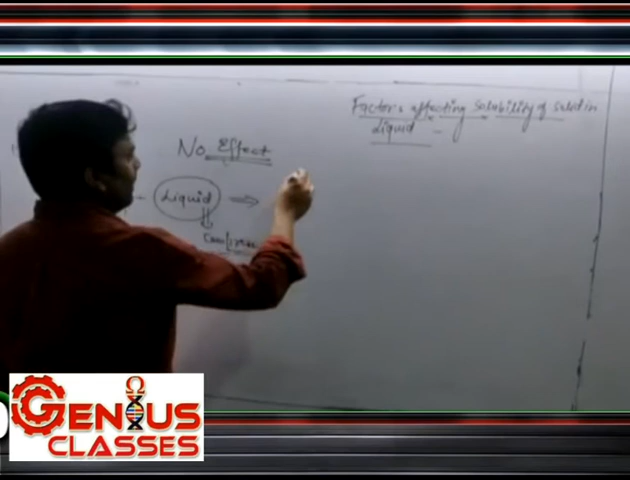 Factors affecting solubility of solid in
Liquid -
No Effect
Liquid
GENIUS
CLASSES